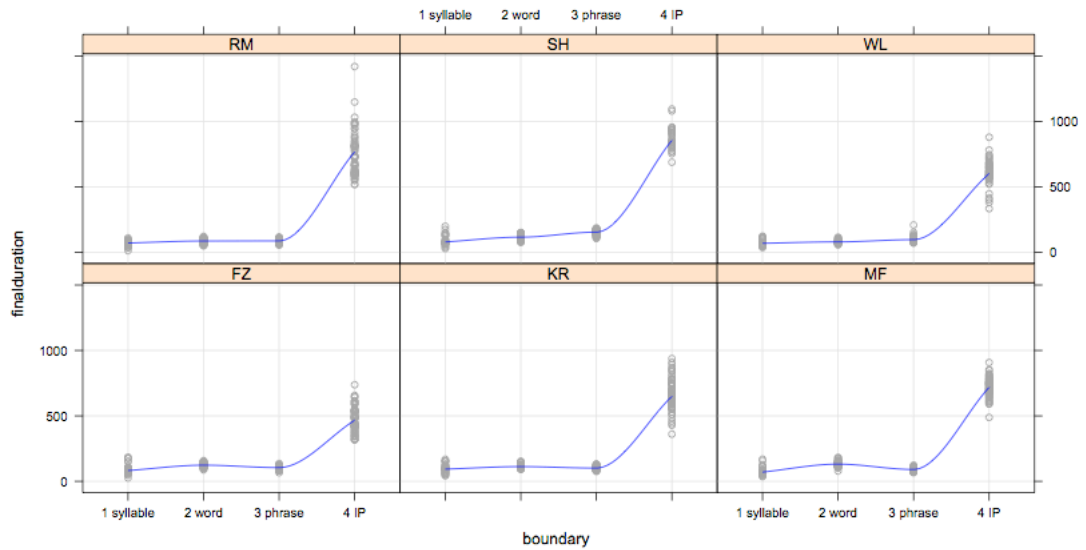 1 syllable 2 word 3 phrase 4 IP
RM SH WL
1000
500
0
FZ KR MF
finalduration
1000
500
0
1 syllable 2 word 3 phrase 4 IP 1 syllable 2 word 3 phrase 4 IP
boundary